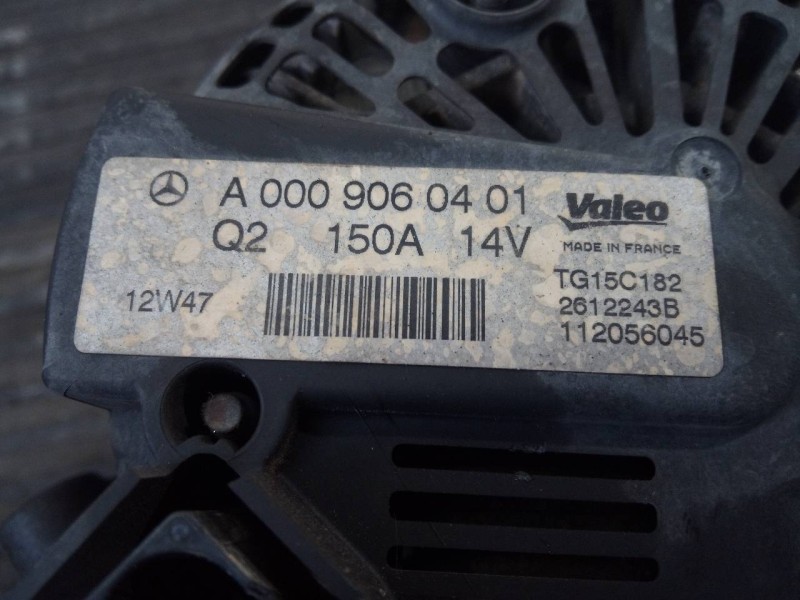 A 000 906 04 01
Q2 150A 14V
12W47
Valeo
MADE IN FRANCE
TG15C182
2612243B
112056045